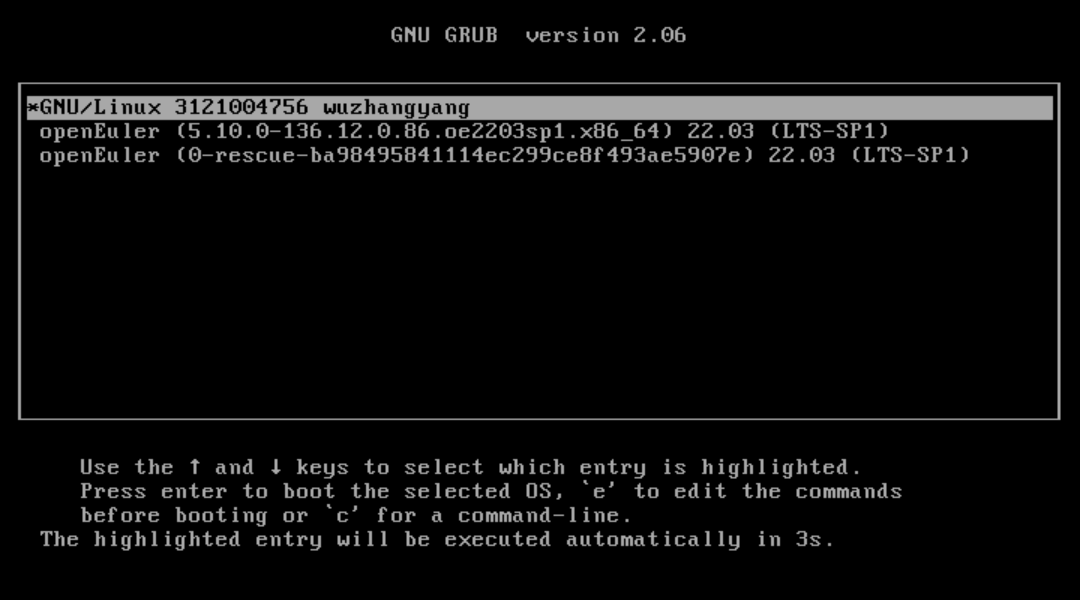 GNU GRUB  version 2.06
*GNU/Linux 3121004756 wuzhangyang
openEuler (5.10.0-136.12.0.86.oe2203sp1.x86_64) 22.03 (LTS-SP1)
openEuler (0-rescue-ba98495841114ec299ce8f493ae5907e) 22.03 (LTS-SP1)
Use the ↑ and ↓ keys to select which entry is highlighted.
Press enter to boot the selected OS, `e' to edit the commands
before booting or `c' for a command-line.
The highlighted entry will be executed automatically in 3s.